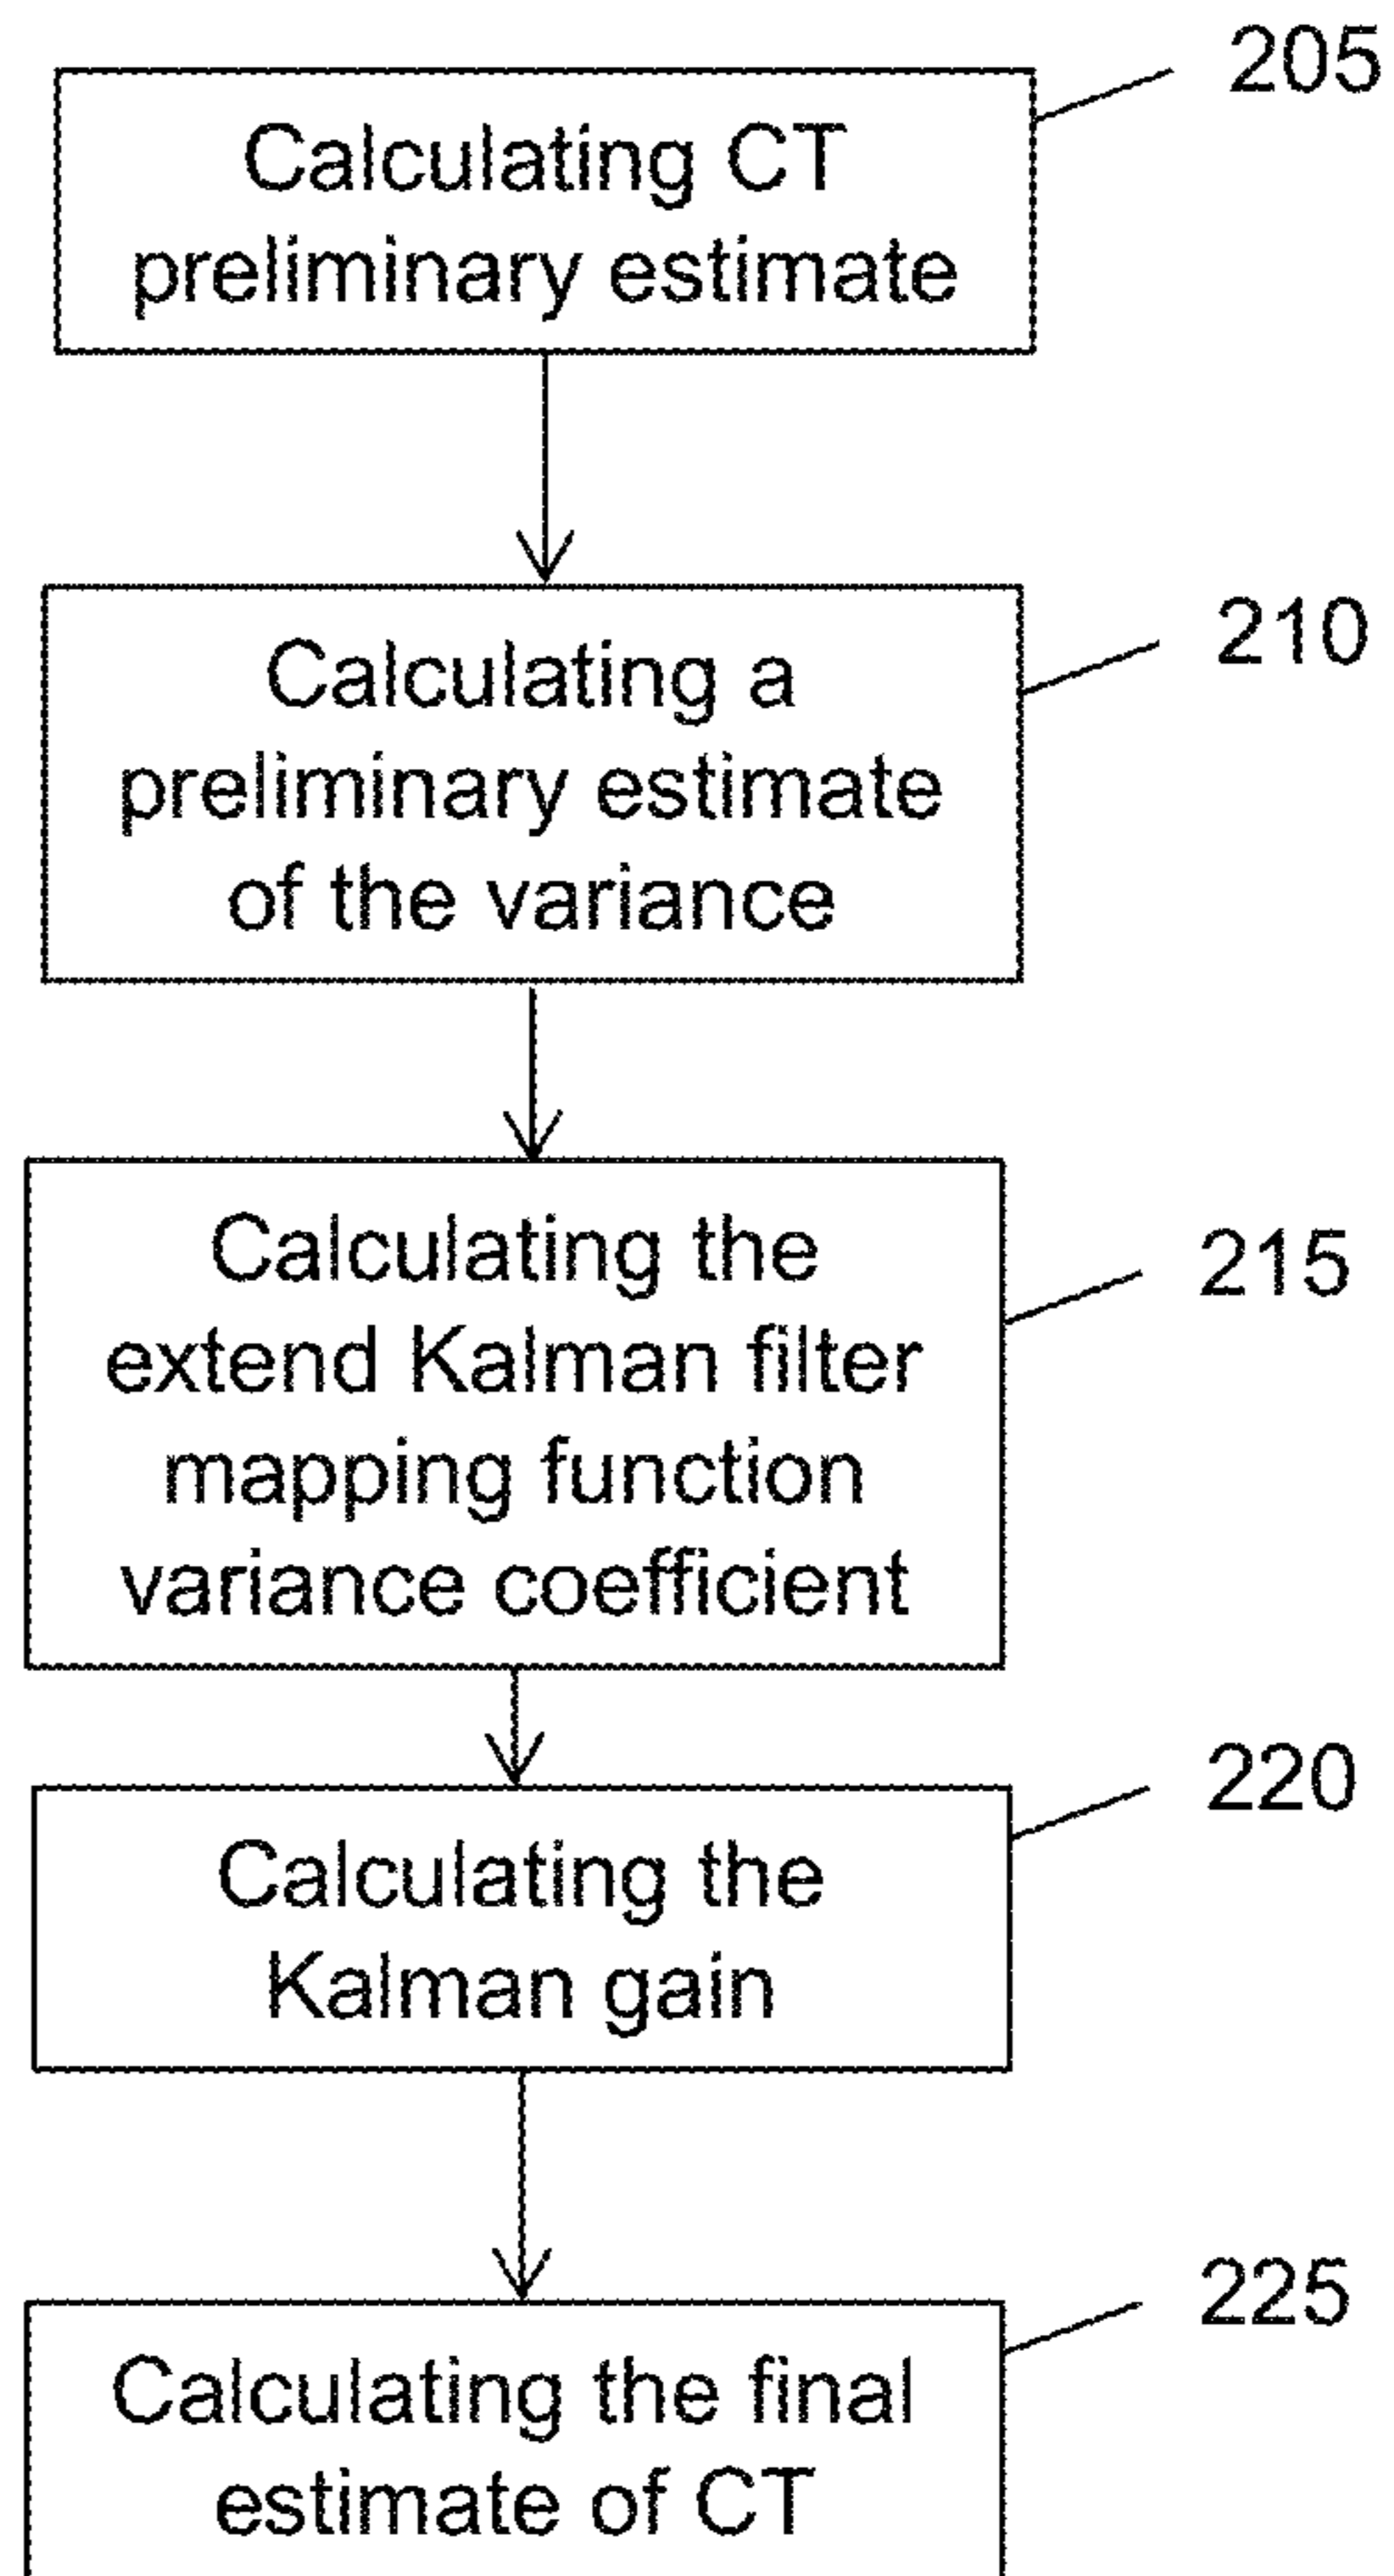 205
Calculating CT
preliminary estimate
210
Calculating a
preliminary estimate
of the variance
215
Calculating the
extend Kalman filter
mapping function
variance coefficient
220
Calculating the
Kalman gain
225
Calculating the final
estimate of CT